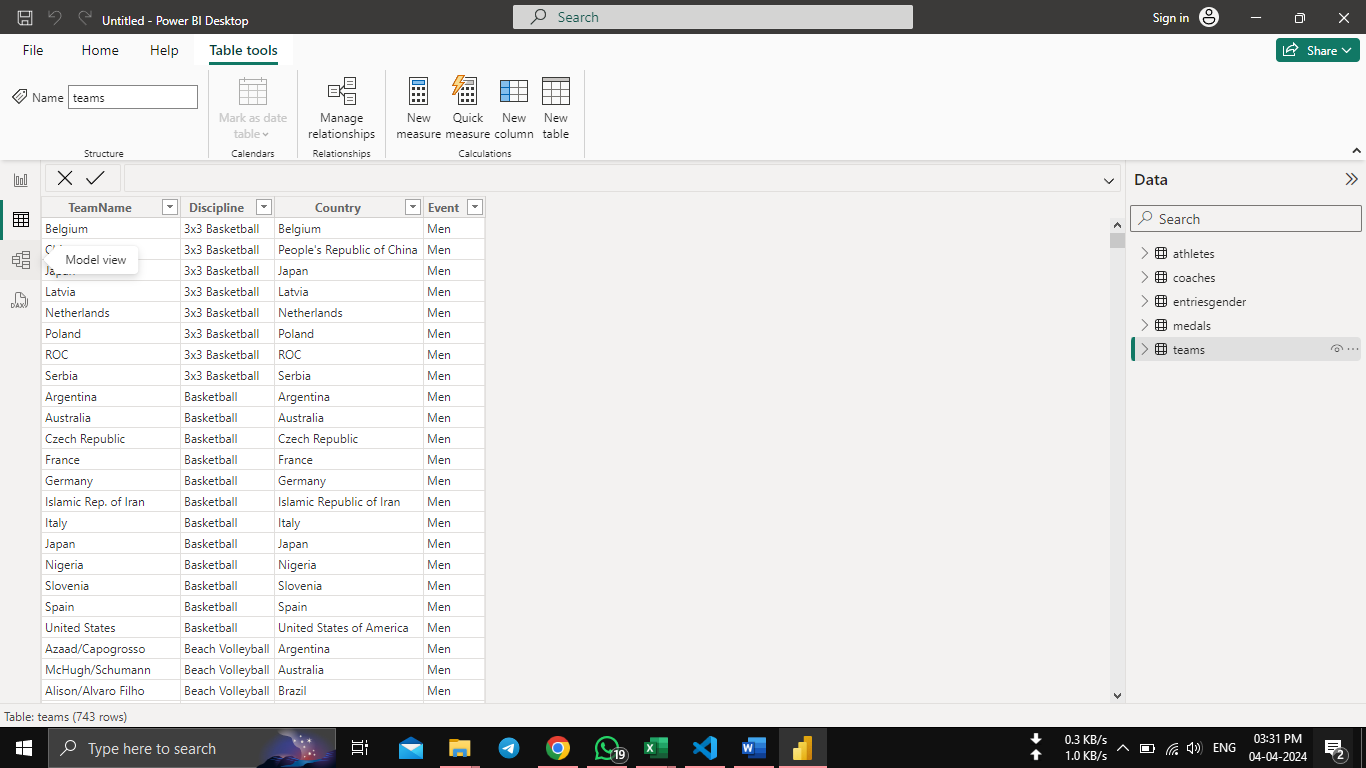 Untitled - Power BI Desktop
Search
Sign in
File Home Help Table tools
Share
Name teams
Mark as date table
Manage relationships
New measure
Quick measure
New column
New table
Structure Calendars Relationships Calculations
Data
Search
athletes
coaches
entriesgender
medals
teams
Model view
DAX
TeamName Discipline Country Event
Belgium 3x3 Basketball Belgium Men
3x3 Basketball People's Republic of China Men
Japan 3x3 Basketball Japan Men
Latvia 3x3 Basketball Latvia Men
Netherlands 3x3 Basketball Netherlands Men
Poland 3x3 Basketball Poland Men
ROC 3x3 Basketball ROC Men
Serbia 3x3 Basketball Serbia Men
Argentina Basketball Argentina Men
Australia Basketball Australia Men
Czech Republic Basketball Czech Republic Men
France Basketball France Men
Germany Basketball Germany Men
Islamic Rep. of Iran Basketball Islamic Republic of Iran Men
Italy Basketball Italy Men
Japan Basketball Japan Men
Nigeria Basketball Nigeria Men
Slovenia Basketball Slovenia Men
Spain Basketball Spain Men
United States Basketball United States of America Men
Azaad/Capogrosso Beach Volleyball Argentina Men
McHugh/Schumann Beach Volleyball Australia Men
Alison/Alvaro Filho Beach Volleyball Brazil Men
Table: teams (743 rows)
Type here to search
19
0.3 KB/s
1.0 KB/s
ENG
03:31 PM
04-04-2024
2